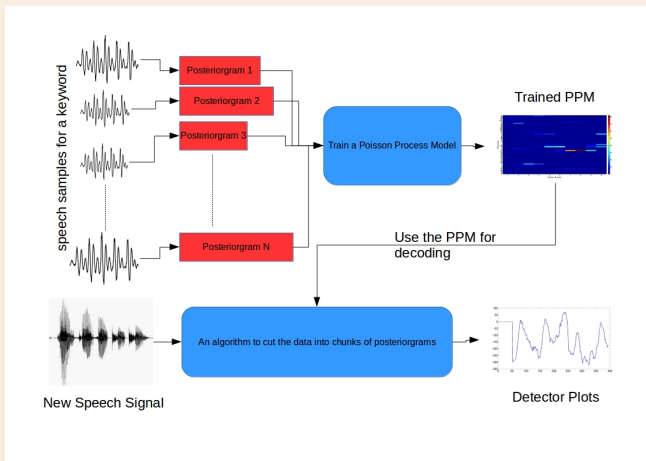 speech samples for a keyword
Posteriorgram 1
Posteriorgram 2
Posteriorgram 3
Posteriorgram N
Train a Poisson Process Model
Trained PPM
Use the PPM for
decoding
An algorithm to cut the data into chunks of posteriorgrams
New Speech Signal
Detector Plots